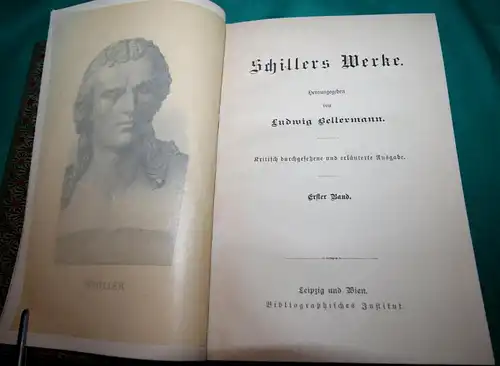 SCHILLER
Schillers Werke.
Herausgegeben
von
Ludwig Bellermann.
Kritisch durchgesehene und erläuterte Ausgabe.
Erster Band.
Leipzig und Wien.
Bibliographisches Institut.